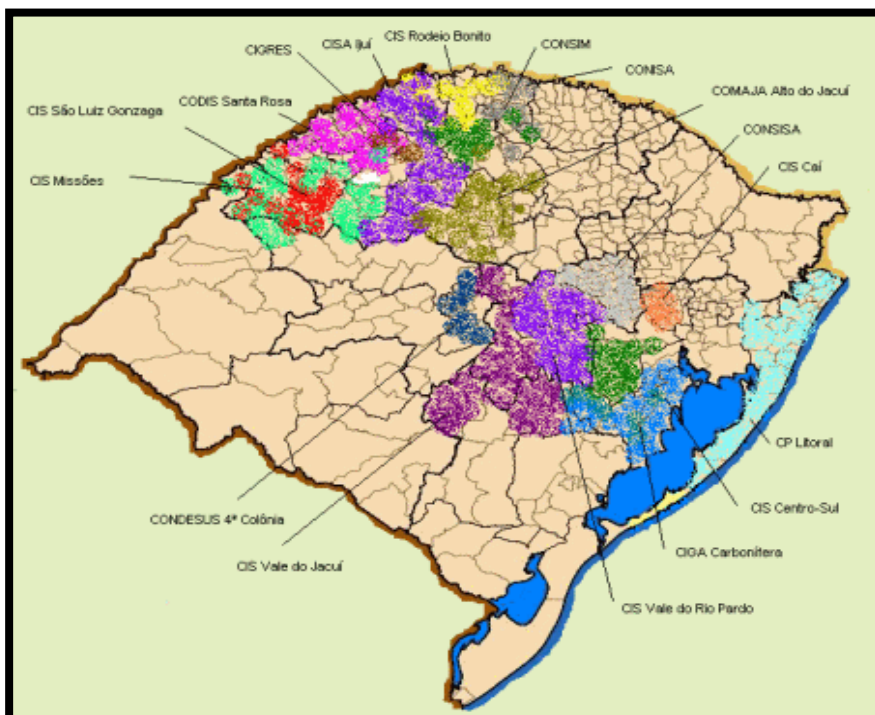 CIS Rodeio Bonito
CISA Ijuí
CIGRES
CONSIM
CONISA
CIS São Luiz Gonzaga
CODIS Santa Rosa
COMAJA Alto do Jacuí
CONSISA
CIS Missões
CIS Caí
CP Litoral
CIS Centro-Sul
CONDESUS 4ª Colônia
CIGA Carbonífera
CIS Vale do Jacuí
CIS Vale do Rio Pardo